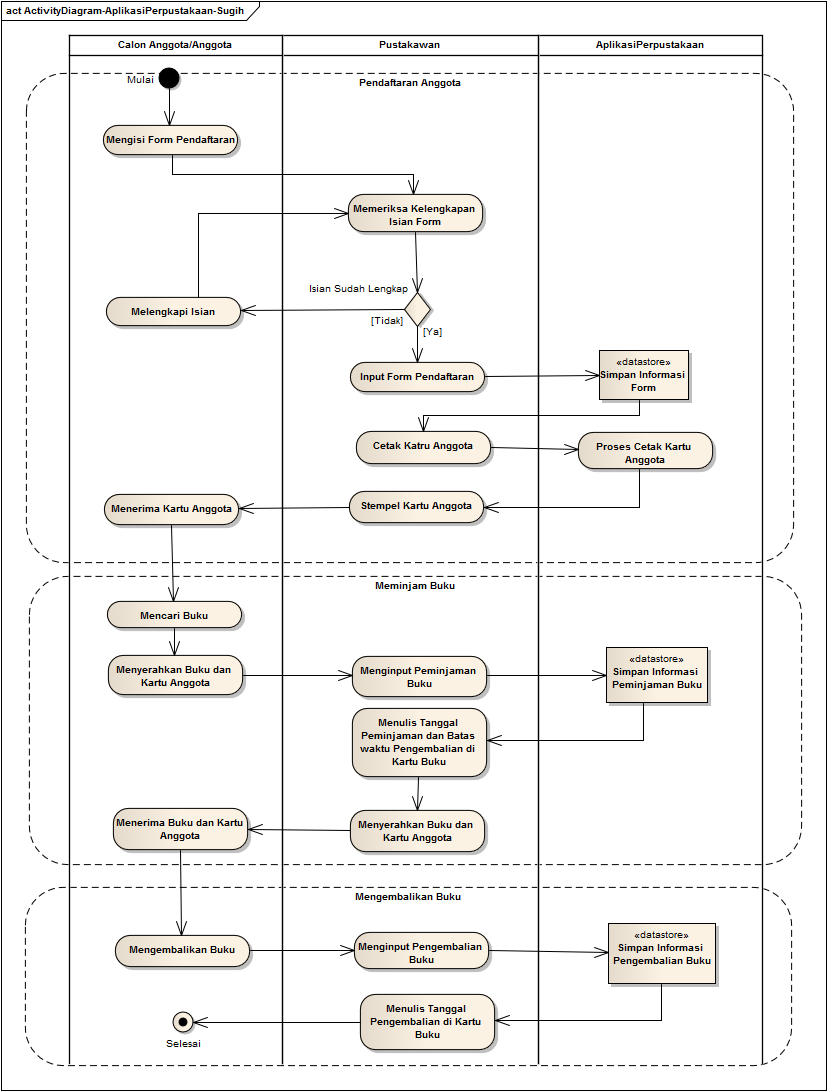 act ActivityDiagram-AplikasiPerpustakaan-Sugih
Calon Anggota/Anggota
Pustakawan
AplikasiPerpustakaan
Pendaftaran Anggota
Mulai
Mengisi Form Pendaftaran
Memeriksa Kelengkapan
Isian Form
Isian Sudah Lengkap
Melengkapi Isian
[Tidak]
[Ya]
Input Form Pendaftaran
«datastore»
Simpan Informasi
Form
Cetak Katru Anggota
Proses Cetak Kartu
Anggota
Stempel Kartu Anggota
Menerima Kartu Anggota
Meminjam Buku
Mencari Buku
Menyerahkan Buku dan
Kartu Anggota
Menginput Peminjaman
Buku
«datastore»
Simpan Informasi
Peminjaman Buku
Menulis Tanggal
Peminjaman dan Batas
waktu Pengembalian di
Kartu Buku
Menyerahkan Buku dan
Kartu Anggota
Menerima Buku dan Kartu
Anggota
Mengembalikan Buku
Mengembalikan Buku
Menginput Pengembalian
Buku
«datastore»
Simpan Informasi
Pengembalian Buku
Menulis Tanggal
Pengembalian di Kartu
Buku
Selesai